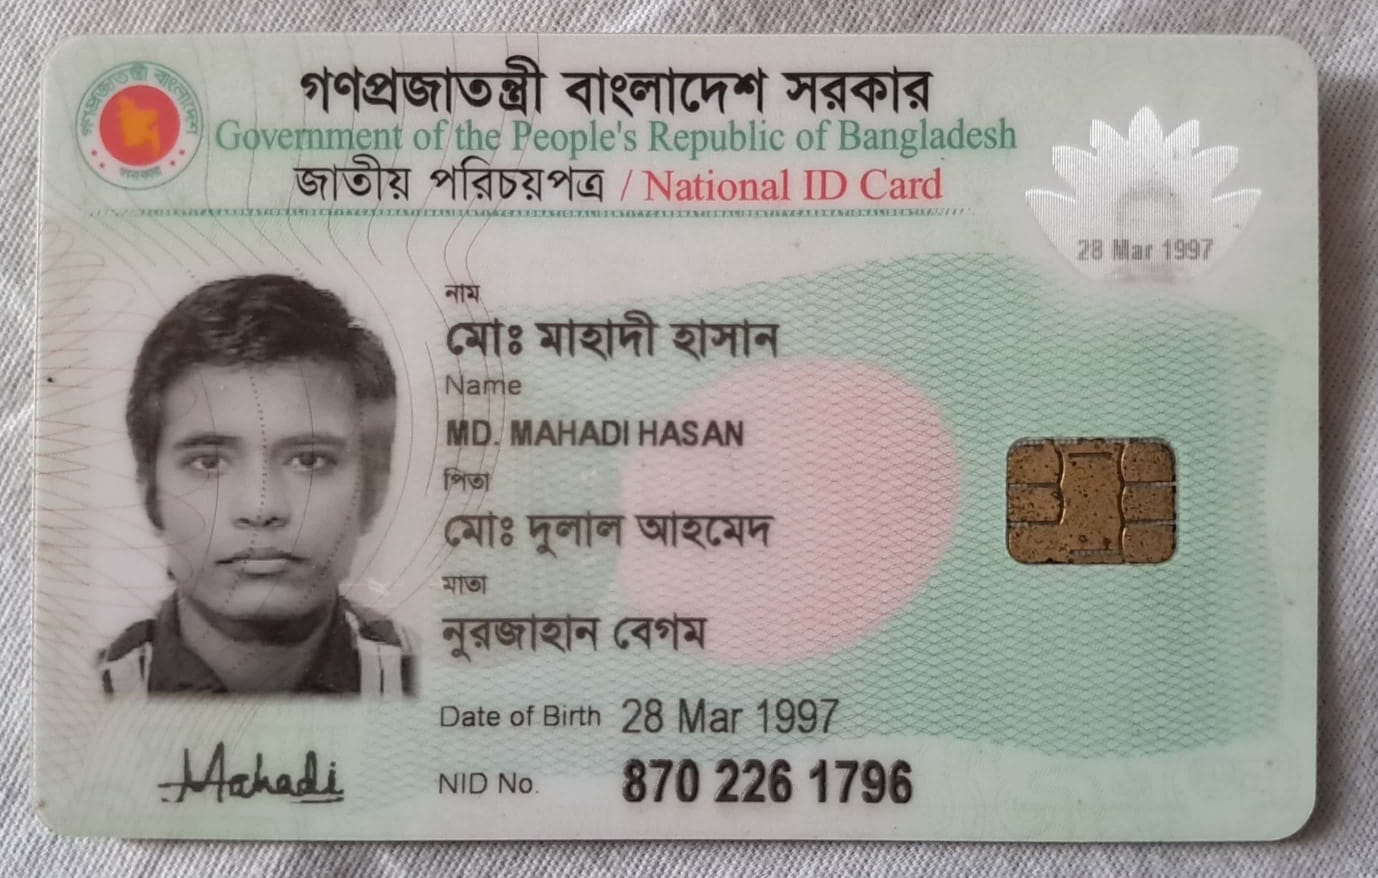 গণপ্রজাতন্ত্রী বাংলাদেশ সরকার
Government of the People's Republic of Bangladesh
জাতীয় পরিচয়পত্র / National ID Card
28 Mar 1997
নাম
মোঃ মাহাদী হাসান
Name
MD. MAHADI HASAN
পিতা
মোঃ দুলাল আহমেদ
মাতা
নুরজাহান বেগম
Date of Birth 28 Mar 1997
Mahadi
NID No. 870 226 1796